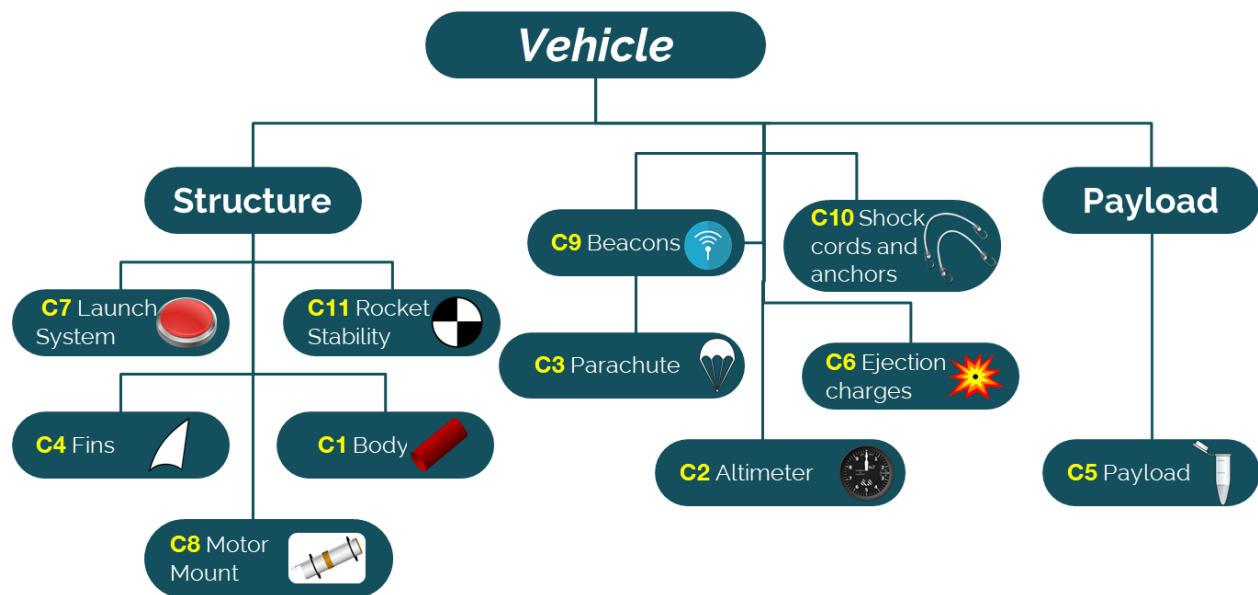 Vehicle
Structure
Payload
C9 Beacons
C10 Shock
cords and
anchors
C7 Launch
System
C11 Rocket
Stability
C3 Parachute
C6 Ejection
charges
C4 Fins
C1 Body
C2 Altimeter
C5 Payload
C8 Motor
Mount